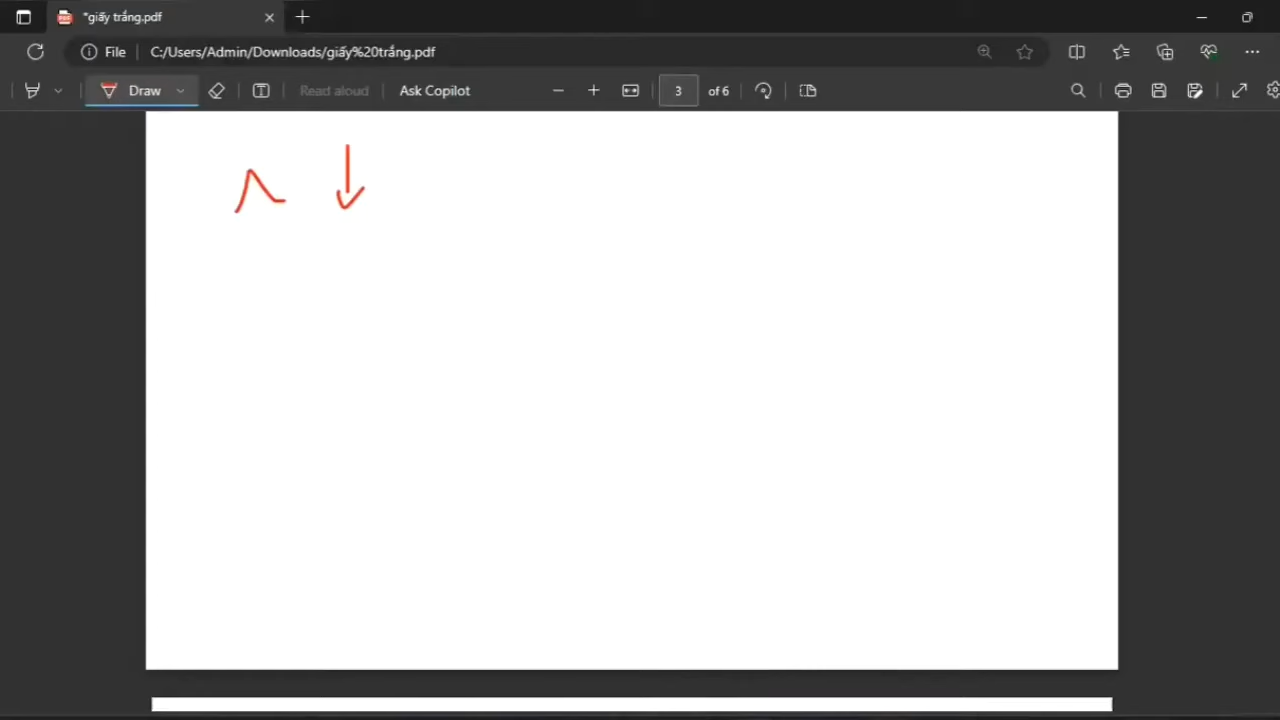 *giấy trắng.pdf
File C:/Users/Admin/Downloads/giấy%20trắng.pdf
Draw Read aloud Ask Copilot 3 of 6